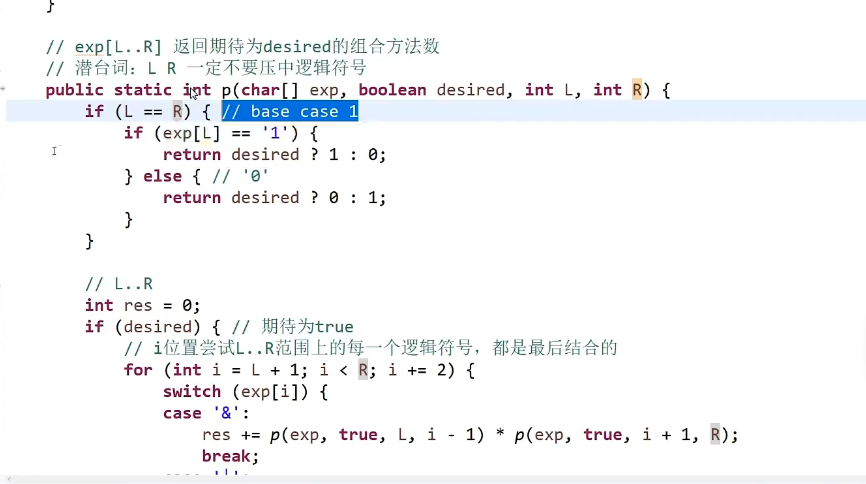 }
// exp[L..R] 返回期待为desired的组合方法数
// 潜台词：L R 一定不要压中逻辑符号
public static int p(char[] exp, boolean desired, int L, int R) {
if (L == R) { // base case 1
if (exp[L] == '1') {
return desired ? 1 : 0;
} else { // '0'
return desired ? 0 : 1;
}
}
// L..R
int res = 0;
if (desired) { // 期待为true
// i位置尝试L..R范围上的每一个逻辑符号，都是最后结合的
for (int i = L + 1; i < R; i += 2) {
switch (exp[i]) {
case '&':
res += p(exp, true, L, i - 1) * p(exp, true, i + 1, R);
break;